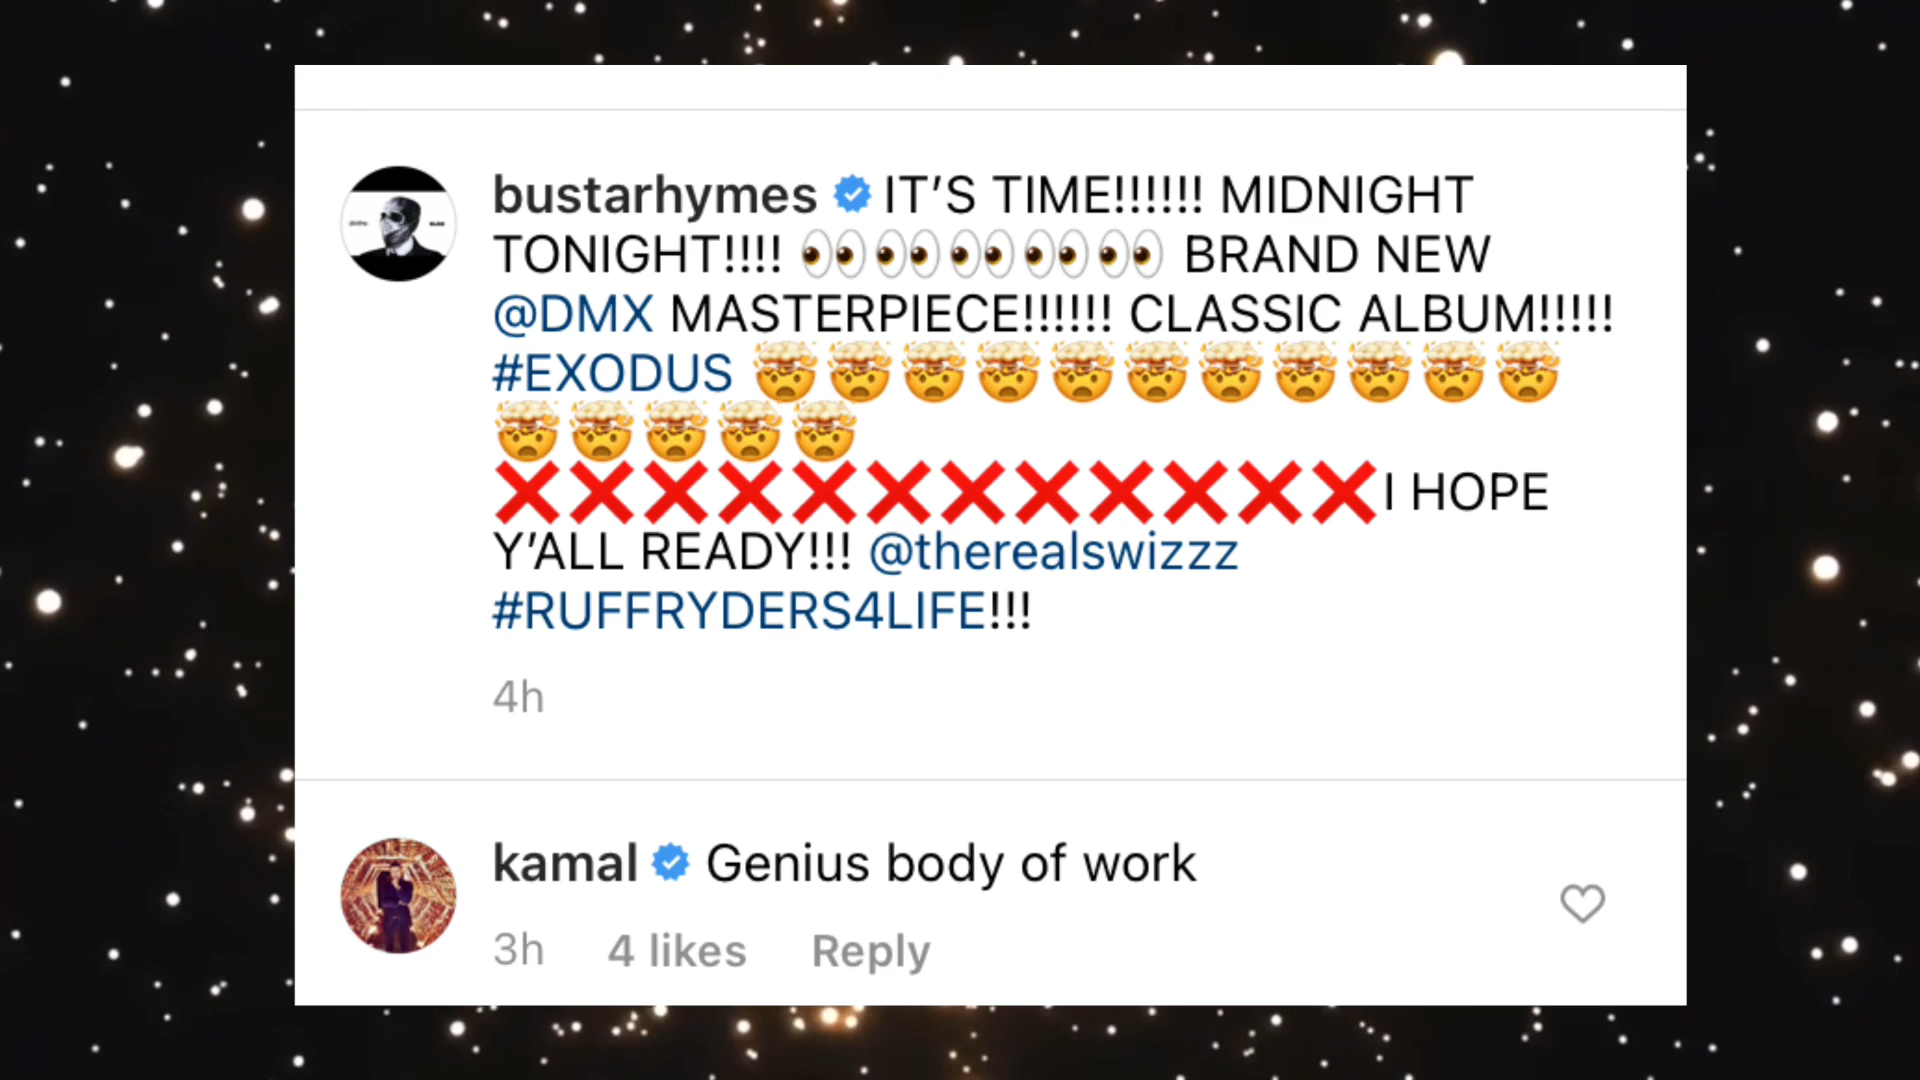 bustarhymes IT’S TIME!!!!!! MIDNIGHT
TONIGHT!!!! 👀👀👀👀👀 BRAND NEW
@DMX MASTERPIECE!!!!!! CLASSIC ALBUM!!!!!
#EXODUS 🤯🤯🤯🤯🤯🤯🤯🤯🤯🤯🤯
🤯🤯🤯🤯🤯
❌❌❌❌❌❌❌❌❌❌❌❌I HOPE
Y’ALL READY!!! @therealswizzz
#RUFFRYDERS4LIFE!!!
4h
kamal Genius body of work
3h 4 likes Reply